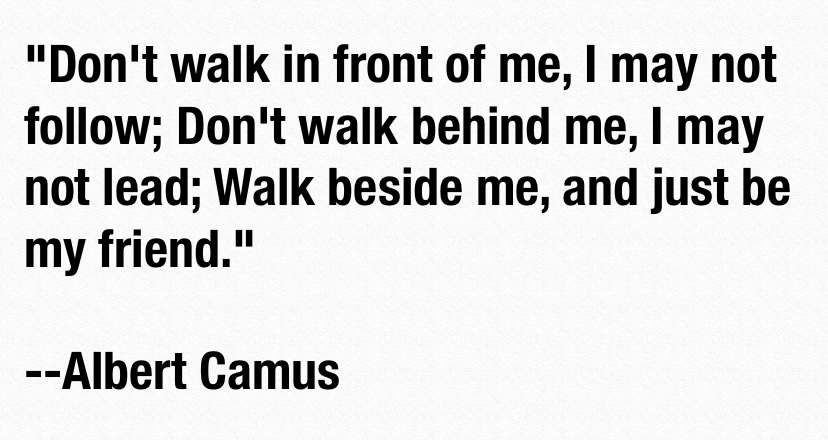 "Don't walk in front of me, I may not
follow; Don't walk behind me, I may
not lead; Walk beside me, and just be
my friend."
--Albert Camus